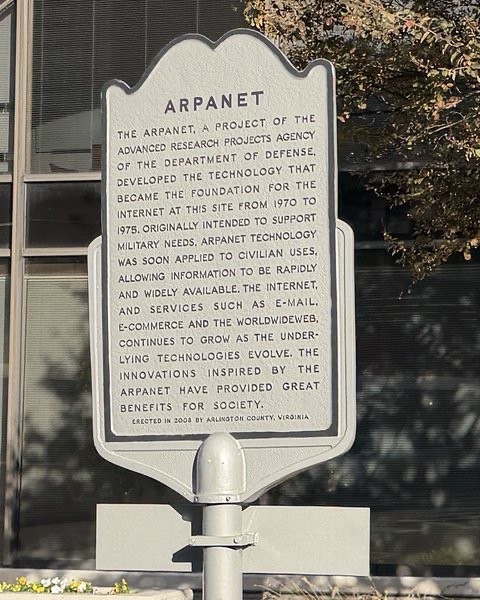 ARPANET
THE ARPANET, A PROJECT OF THE
ADVANCED RESEARCH PROJECTS AGENCY
OF THE DEPARTMENT OF DEFENSE,
DEVELOPED THE TECHNOLOGY THAT
BECAME THE FOUNDATION FOR THE
INTERNET AT THIS SITE FROM 1970 TO
1975. ORIGINALLY INTENDED TO SUPPORT
MILITARY NEEDS, ARPANET TECHNOLOGY
WAS SOON APPLIED TO CIVILIAN USES,
ALLOWING INFORMATION TO BE RAPIDLY
AND WIDELY AVAILABLE. THE INTERNET,
AND SERVICES SUCH AS E-MAIL,
E-COMMERCE AND THE WORLDWIDEWEB,
CONTINUES TO GROW AS THE UNDER-
LYING TECHNOLOGIES EVOLVE. THE
INNOVATIONS INSPIRED BY THE
ARPANET HAVE PROVIDED GREAT
BENEFITS FOR SOCIETY.
ERECTED IN 2008 BY ARLINGTON COUNTY, VIRGINIA